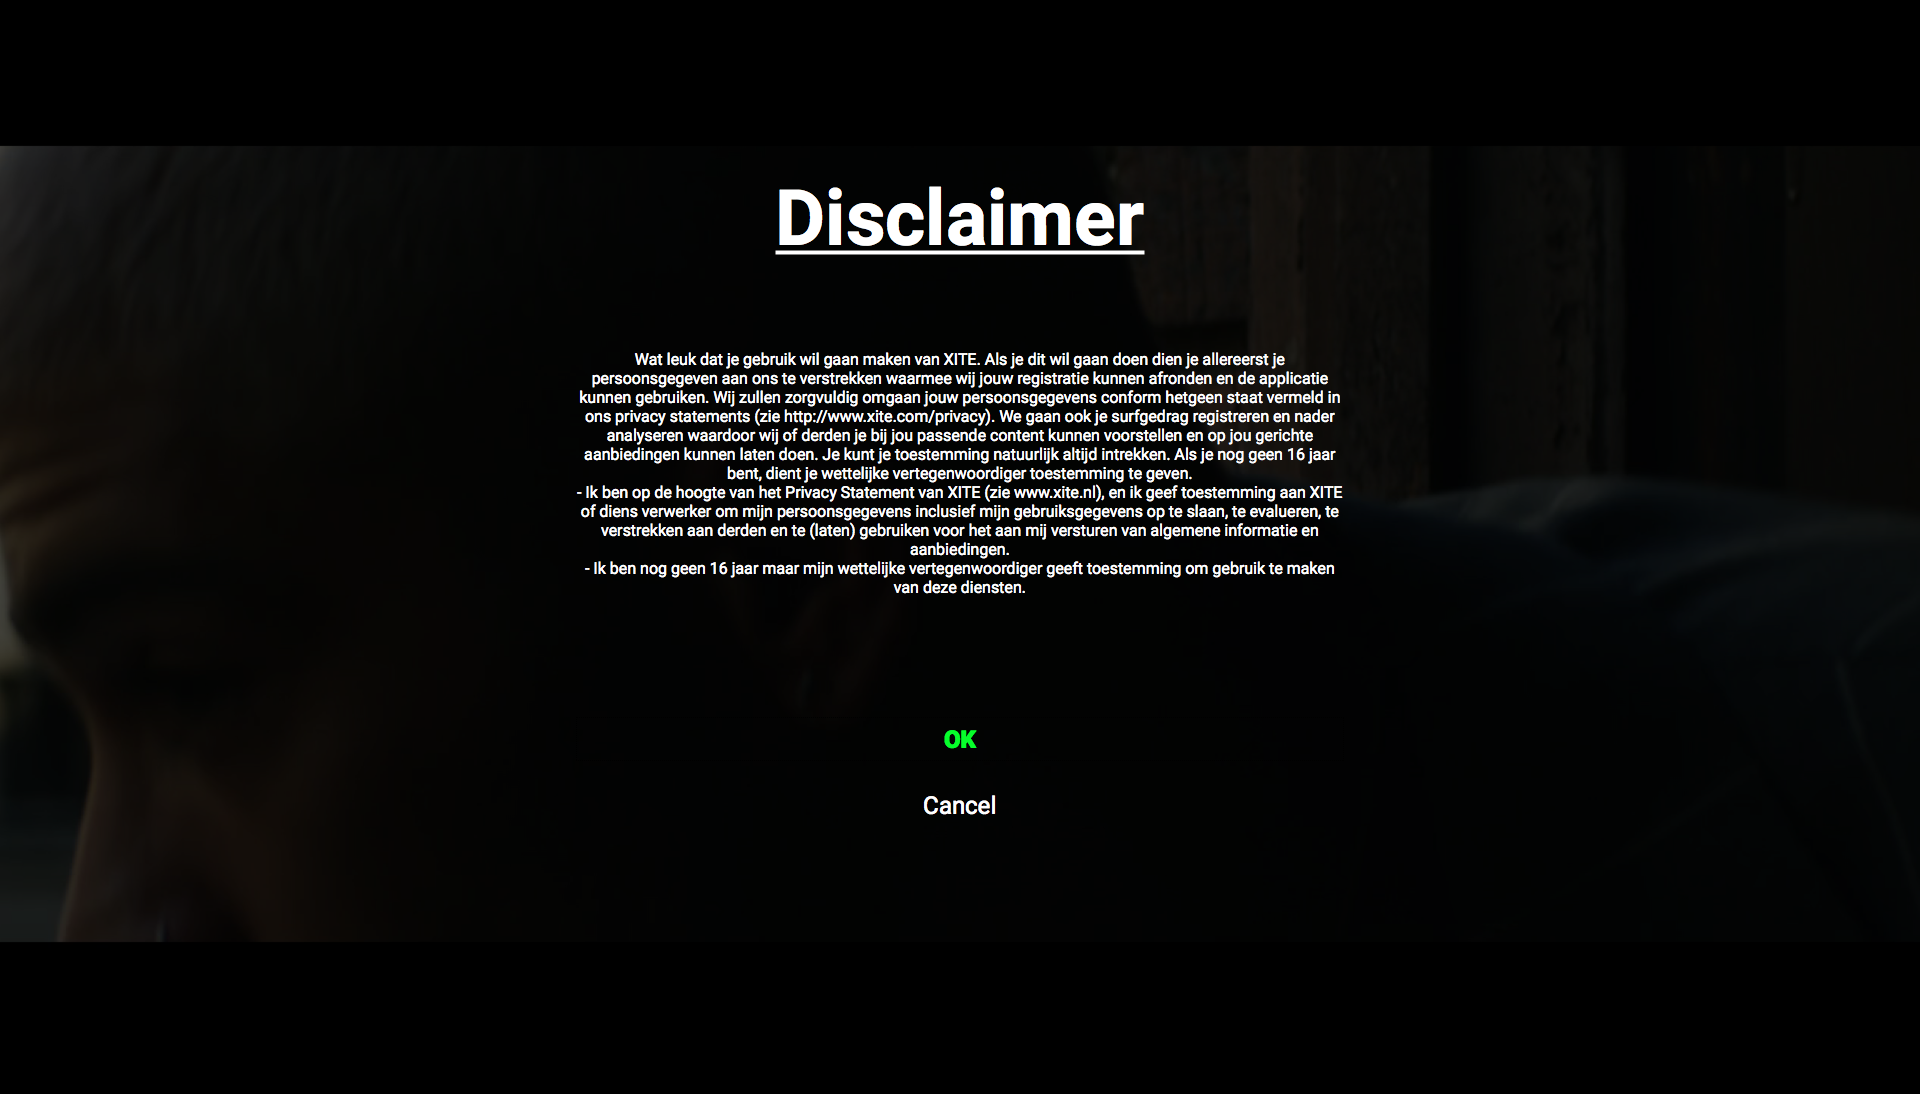 Disclaimer
Wat leuk dat je gebruik wil gaan maken van XITE. Als je dit wil gaan doen dien je allereerst je
persoonsgegeven aan ons te verstrekken waarmee wij jouw registratie kunnen afronden en de applicatie
kunnen gebruiken. Wij zullen zorgvuldig omgaan jouw persoonsgegevens conform hetgeen staat vermeld in
ons privacy statements (zie http://www.xite.com/privacy). We gaan ook je surfgedrag registreren en nader
analyseren waardoor wij of derden je bij jou passende content kunnen voorstellen en op jou gerichte
aanbiedingen kunnen laten doen. Je kunt je toestemming natuurlijk altijd intrekken. Als je nog geen 16 jaar
bent, dient je wettelijke vertegenwoordiger toestemming te geven.
- Ik ben op de hoogte van het Privacy Statement van XITE (zie www.xite.nl), en ik geef toestemming aan XITE
of diens verwerker om mijn persoonsgegevens inclusief mijn gebruiksgegevens op te slaan, te evalueren, te
verstrekken aan derden en te (laten) gebruiken voor het aan mij versturen van algemene informatie en
aanbiedingen.
- Ik ben nog geen 16 jaar maar mijn wettelijke vertegenwoordiger geeft toestemming om gebruik te maken
van deze diensten.
OK
Cancel